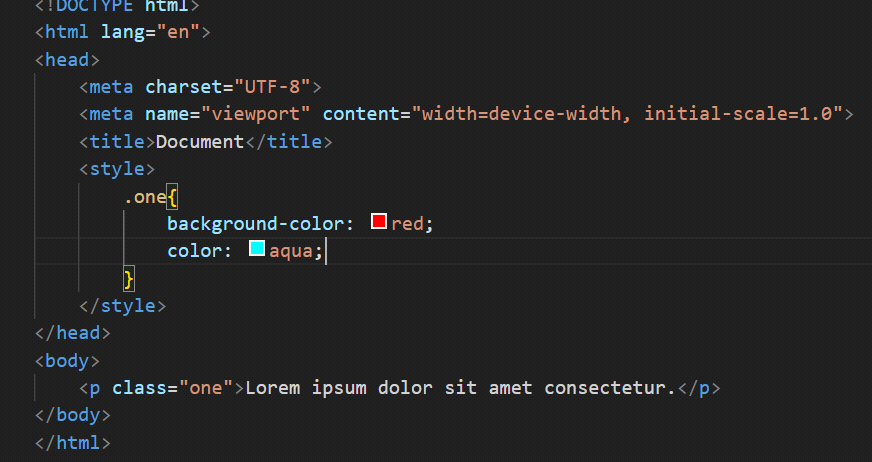 <!DOCTYPE html>
<html lang="en">
<head>
    <meta charset="UTF-8">
    <meta name="viewport" content="width=device-width, initial-scale=1.0">
    <title>Document</title>
    <style>
        .one{
            background-color: red;
            color: aqua;
        }
    </style>
</head>
<body>
    <p class="one">Lorem ipsum dolor sit amet consectetur.</p>
</body>
</html>